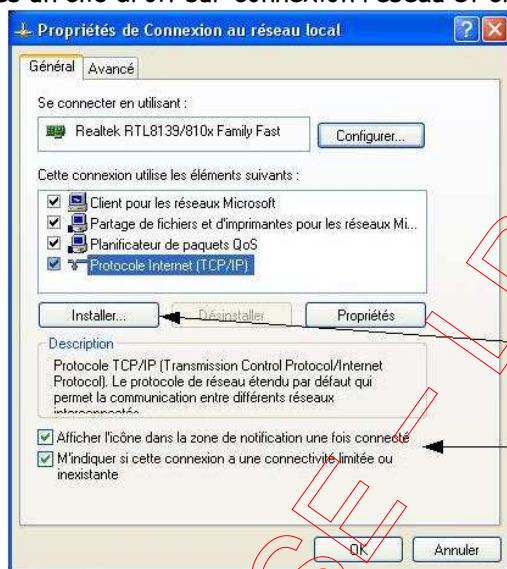 Propriétés de Connexion au réseau local
Général Avancé
Se connecter en utilisant :
Realtek RTL8139/810x Family Fast
Configurer...
Cette connexion utilise les éléments suivants :
Client pour les réseaux Microsoft
Partage de fichiers et d'imprimantes pour les réseaux Mi...
Planificateur de paquets QoS
Protocole Internet (TCP/IP)
Installer... Désinstaller Propriétés
Description
Protocole TCP/IP (Transmission Control Protocol/Internet
Protocol). Le protocole de réseau étendu par défaut qui
permet la communication entre différents réseaux
Afficher l'icône dans la zone de notification une fois connecté
M'indiquer si cette connexion a une connectivité limitée ou
inexistante
OK Annuler